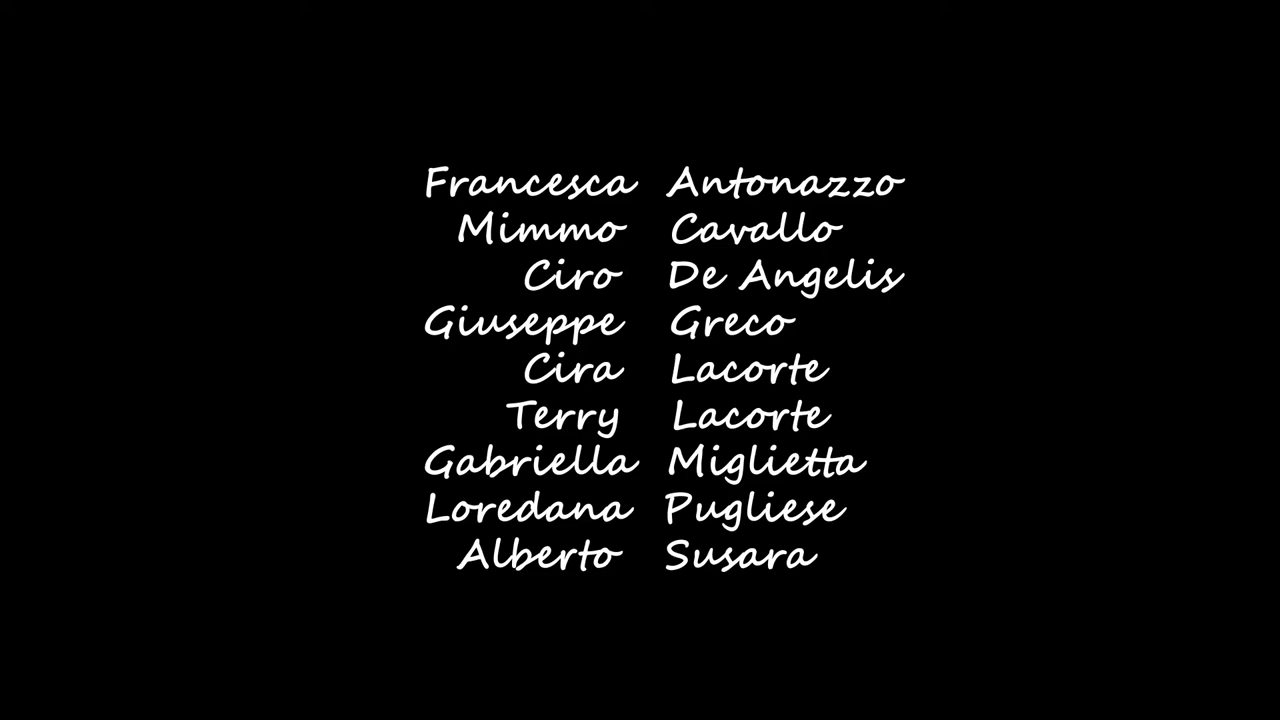 Francesca Antonazzo
Mimmo Cavallo
Ciro De Angelis
Giuseppe Greco
Cira Lacorte
Terry Lacorte
Gabriella Miglietta
Loredana Pugliese
Alberto Susara